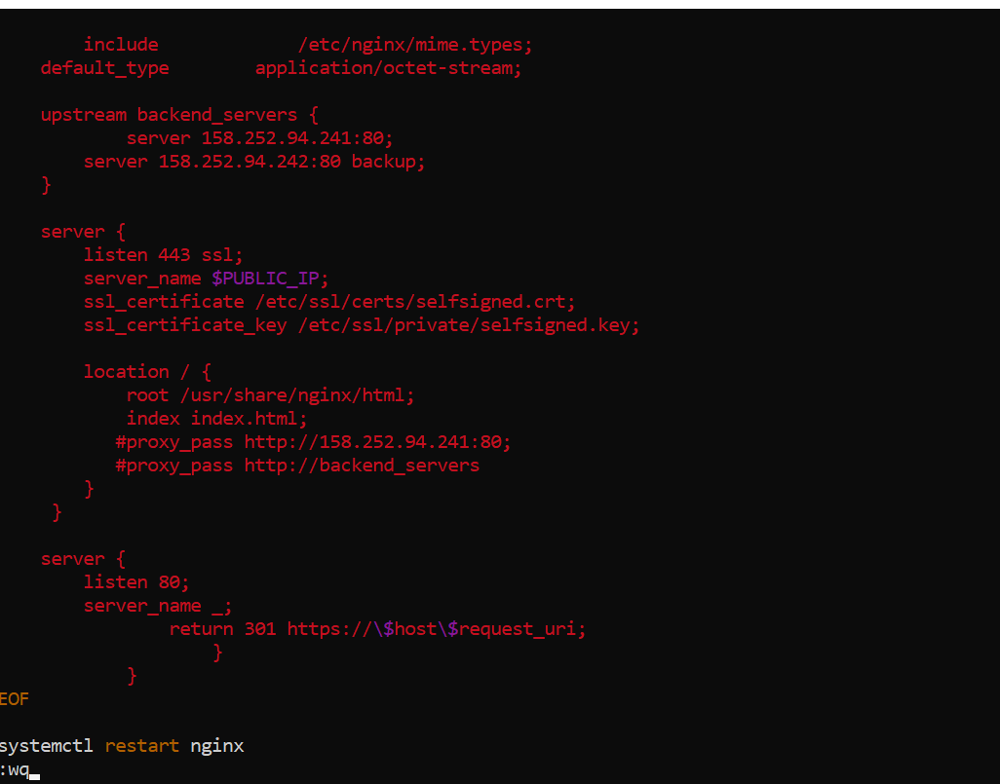 include             /etc/nginx/mime.types;
default_type        application/octet-stream;
upstream backend_servers {
server 158.252.94.241:80;
server 158.252.94.242:80 backup;
}
server {
listen 443 ssl;
server_name $PUBLIC_IP;
ssl_certificate /etc/ssl/certs/selfsigned.crt;
ssl_certificate_key /etc/ssl/private/selfsigned.key;
location / {
root /usr/share/nginx/html;
index index.html;
#proxy_pass http://158.252.94.241:80;
#proxy_pass http://backend_servers
}
}
server {
listen 80;
server_name _;
return 301 https://\$host\$request_uri;
}
}
EOF
systemctl restart nginx
:wq